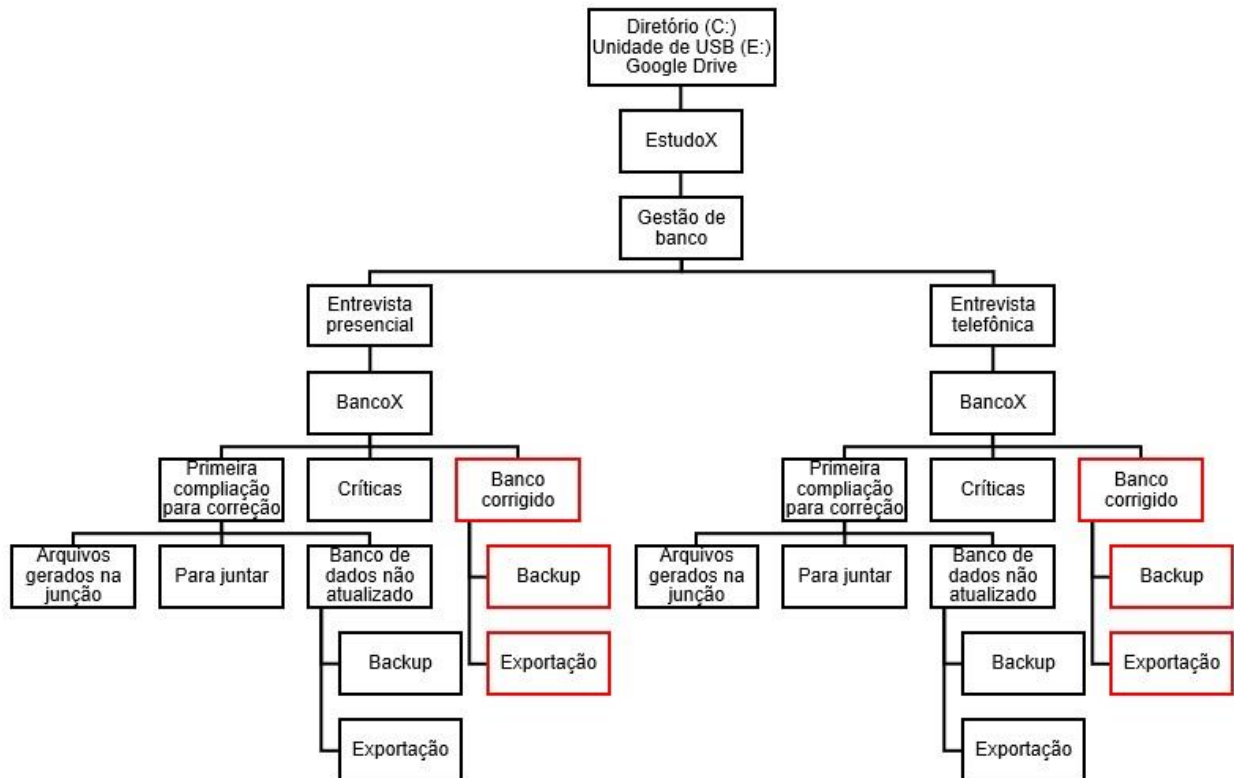 Diretório (C:)
Unidade de USB (E:)
Google Drive
EstudoX
Gestão de
banco
Entrevista
presencial
Entrevista
telefônica
BancoX
BancoX
Primeira
compliação
para correção
Críticas
Banco
corrigido
Primeira
compliação
para correção
Críticas
Banco
corrigido
Arquivos
gerados na
junção
Para juntar
Banco de
dados não
atualizado
Backup
Arquivos
gerados na
junção
Para juntar
Banco de
dados não
atualizado
Backup
Backup
Exportação
Backup
Exportação
Exportação
Exportação